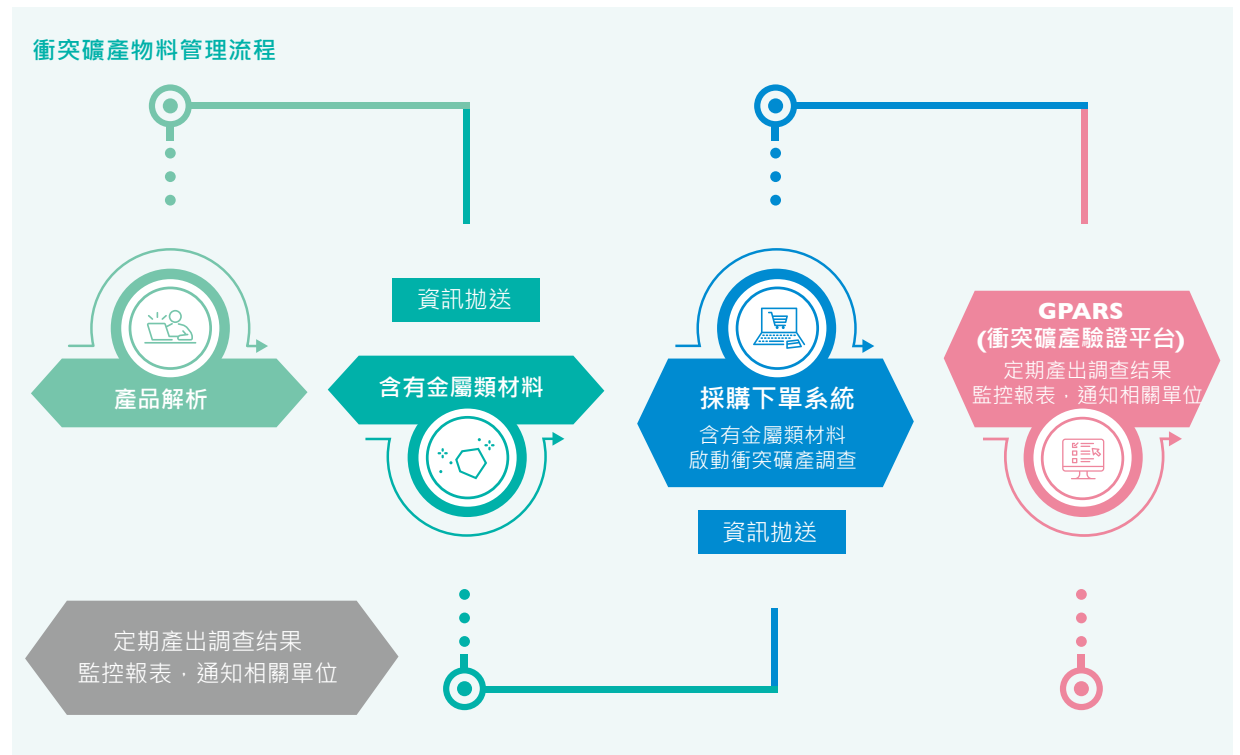 衝突礦產物料管理流程
產品解析
資訊拋送
含有金屬類材料
採購下單系統
含有金屬類材料
啟動衝突礦產調查
資訊拋送
GPARS
(衝突礦產驗證平台)
定期產出調查结果
監控報表，通知相關單位
定期產出調查结果
監控報表，通知相關單位